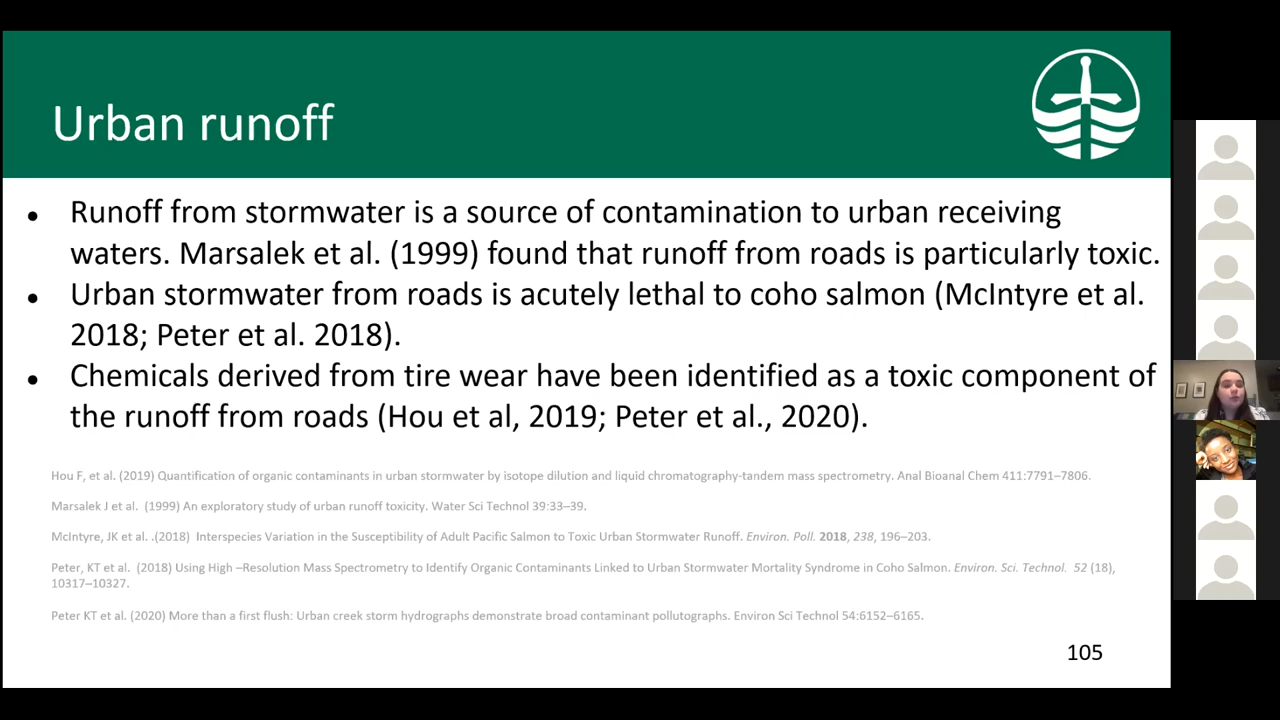 Urban runoff
• Runoff from stormwater is a source of contamination to urban receiving
waters. Marsalek et al. (1999) found that runoff from roads is particularly toxic.
• Urban stormwater from roads is acutely lethal to coho salmon (McIntyre et al.
2018; Peter et al. 2018).
• Chemicals derived from tire wear have been identified as a toxic component of
the runoff from roads (Hou et al, 2019; Peter et al., 2020).
Hou F, et al. (2019) Quantification of organic contaminants in urban stormwater by isotope dilution and liquid chromatography-tandem mass spectrometry. Anal Bioanal Chem 411:7791–7806.
Marsalek J et al. (1999) An exploratory study of urban runoff toxicity. Water Sci Technol 39:33–39.
McIntyre, JK et al. .(2018) Interspecies Variation in the Susceptibility of Adult Pacific Salmon to Toxic Urban Stormwater Runoff. Environ. Poll. 2018, 238, 196–203.
Peter, KT et al. (2018) Using High –Resolution Mass Spectrometry to Identify Organic Contaminants Linked to Urban Stormwater Mortality Syndrome in Coho Salmon. Environ. Sci. Technol. 52 (18),
10317–10327.
Peter KT et al. (2020) More than a first flush: Urban creek storm hydrographs demonstrate broad contaminant pollutographs. Environ Sci Technol 54:6152–6165.
105